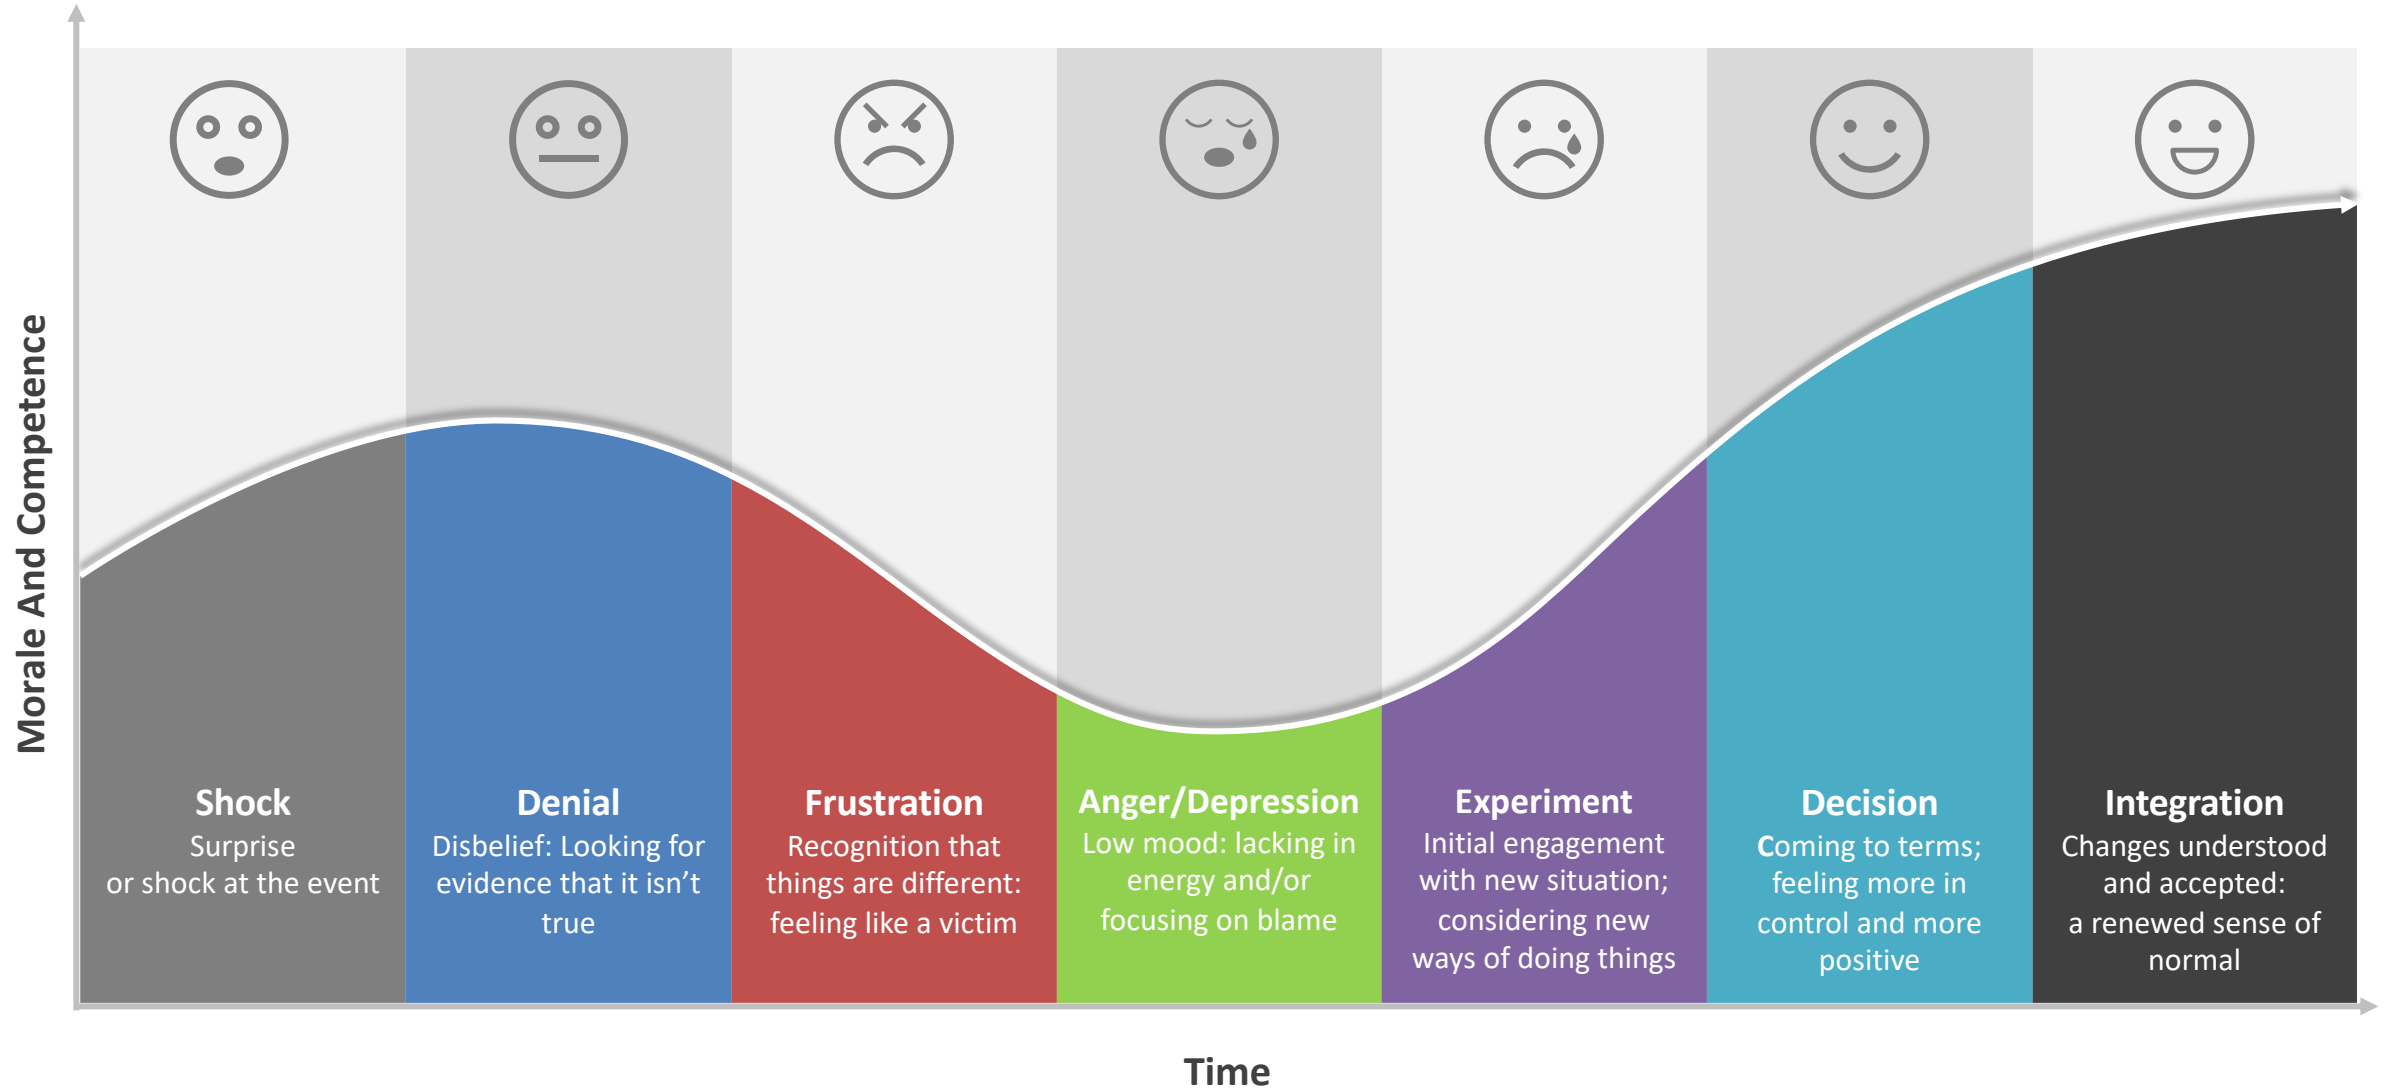 Morale And Competence
Shock
Surprise
or shock at the event
Denial
Disbelief: Looking for
evidence that it isn’t
true
Frustration
Recognition that
things are different:
feeling like a victim
Anger/Depression
Low mood: lacking in
energy and/or
focusing on blame
Experiment
Initial engagement
with new situation;
considering new
ways of doing things
Decision
Coming to terms;
feeling more in
control and more
positive
Integration
Changes understood
and accepted:
a renewed sense of
normal
Time